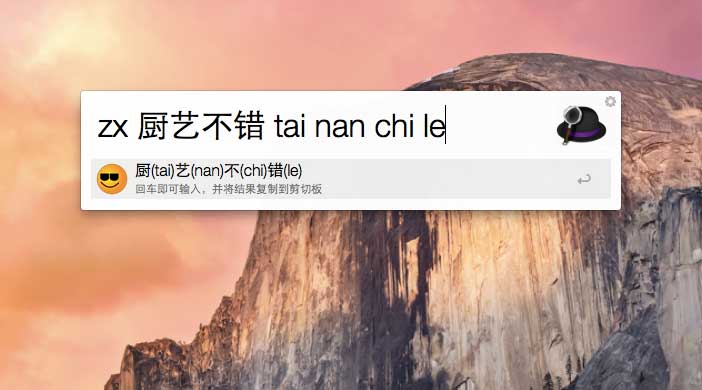 zx 厨艺不错 tai nan chi le
厨(tai)艺(nan)不(chi)错(le)
回车即可输入，并将结果复制到剪切板